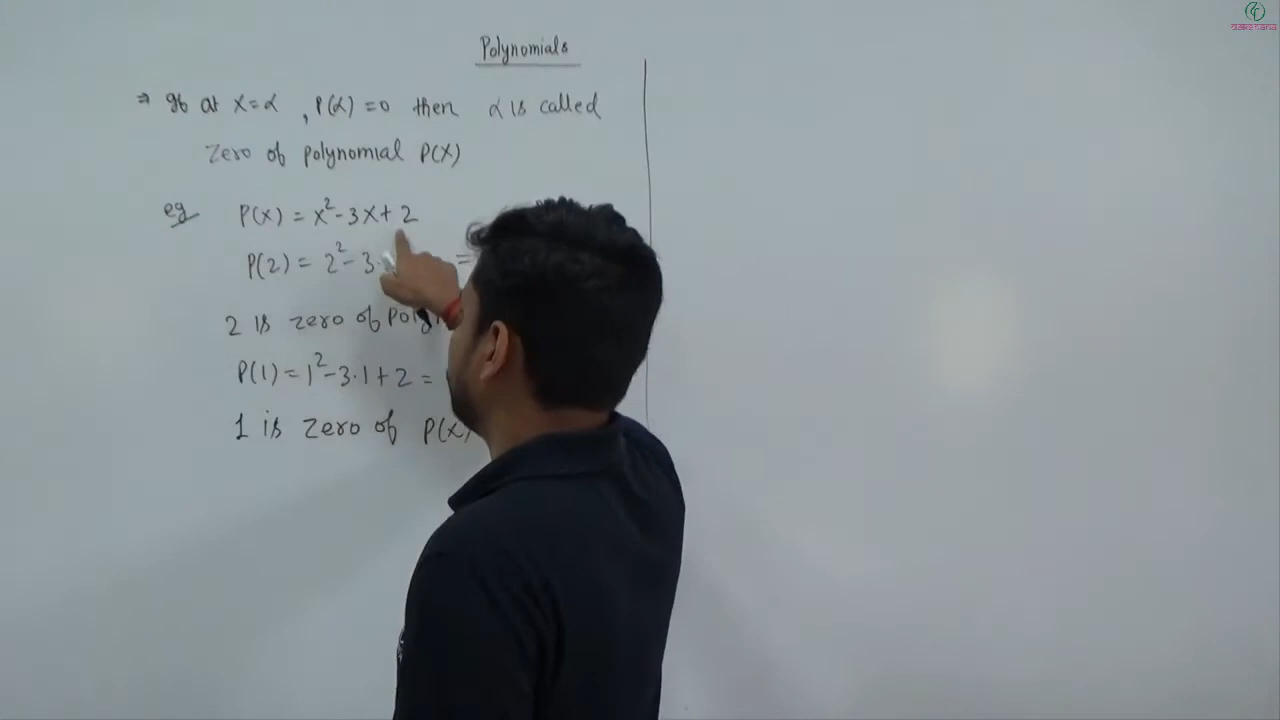 Polynomials
⇒ If at x=α , P(α)=0 then α is called
zero of polynomial P(x)
eg P(x) = x²-3x+2
P(2) = 2²-3. =
2 is zero of
P(1) = 1²-3·1+2 =
1 is zero of P(x)